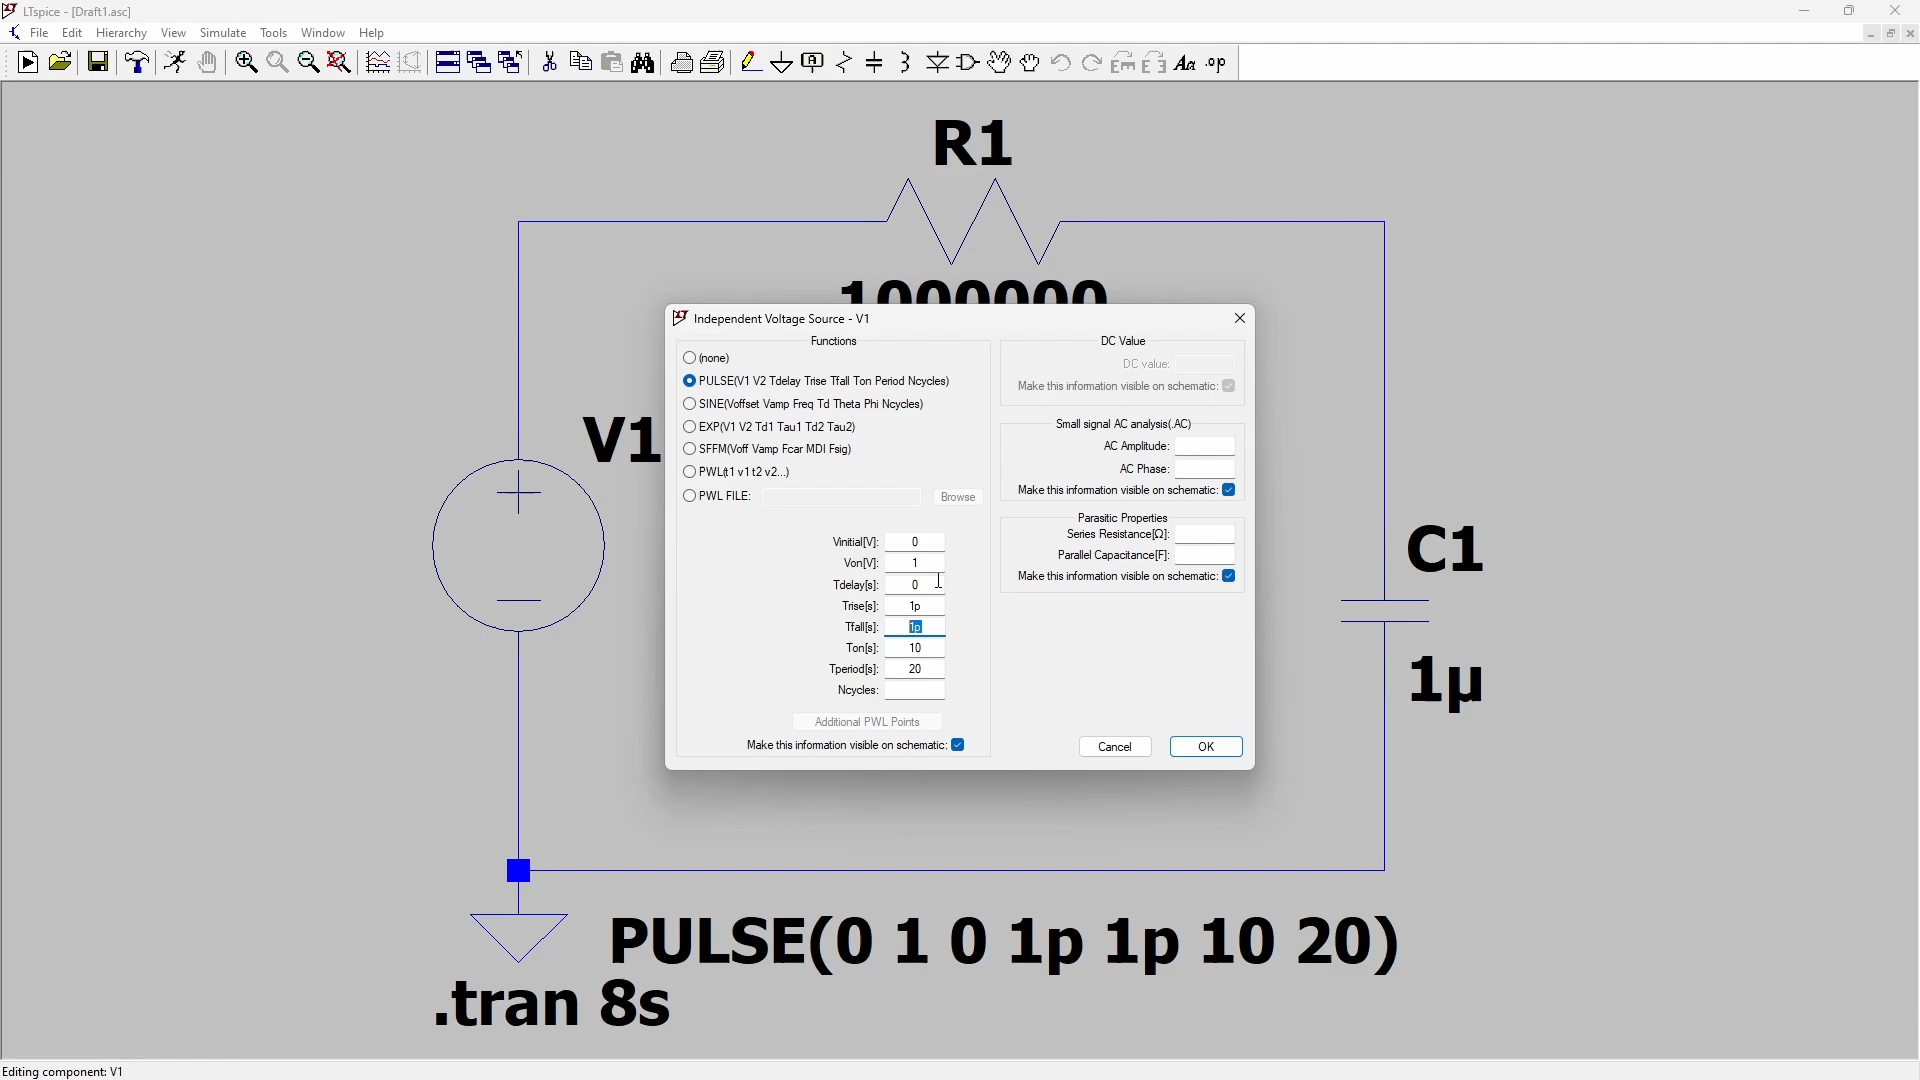 LTspice - [Draft1.asc]
File Edit Hierarchy View Simulate Tools Window Help
Aa .op
R1
1000000
V1
C1
1µ
Independent Voltage Source - V1
Functions
(none)
PULSE(V1 V2 Tdelay Trise Tfall Ton Period Ncycles)
SINE(Voffset Vamp Freq Td Theta Phi Ncycles)
EXP(V1 V2 Td1 Tau1 Td2 Tau2)
SFFM(Voff Vamp Fcar MDI Fsig)
PWL(t1 v1 t2 v2...)
PWL FILE: Browse
Vinitial[V]: 0
Von[V]: 1
Tdelay[s]: 0
Trise[s]: 1p
Tfall[s]: 1p
Ton[s]: 10
Tperiod[s]: 20
Ncycles:
Additional PWL Points
Make this information visible on schematic:
DC Value
DC value:
Make this information visible on schematic:
Small signal AC analysis(.AC)
AC Amplitude:
AC Phase:
Make this information visible on schematic:
Parasitic Properties
Series Resistance[Ω]:
Parallel Capacitance[F]:
Make this information visible on schematic:
Cancel OK
PULSE(0 1 0 1p 1p 10 20)
.tran 8s
Editing component: V1